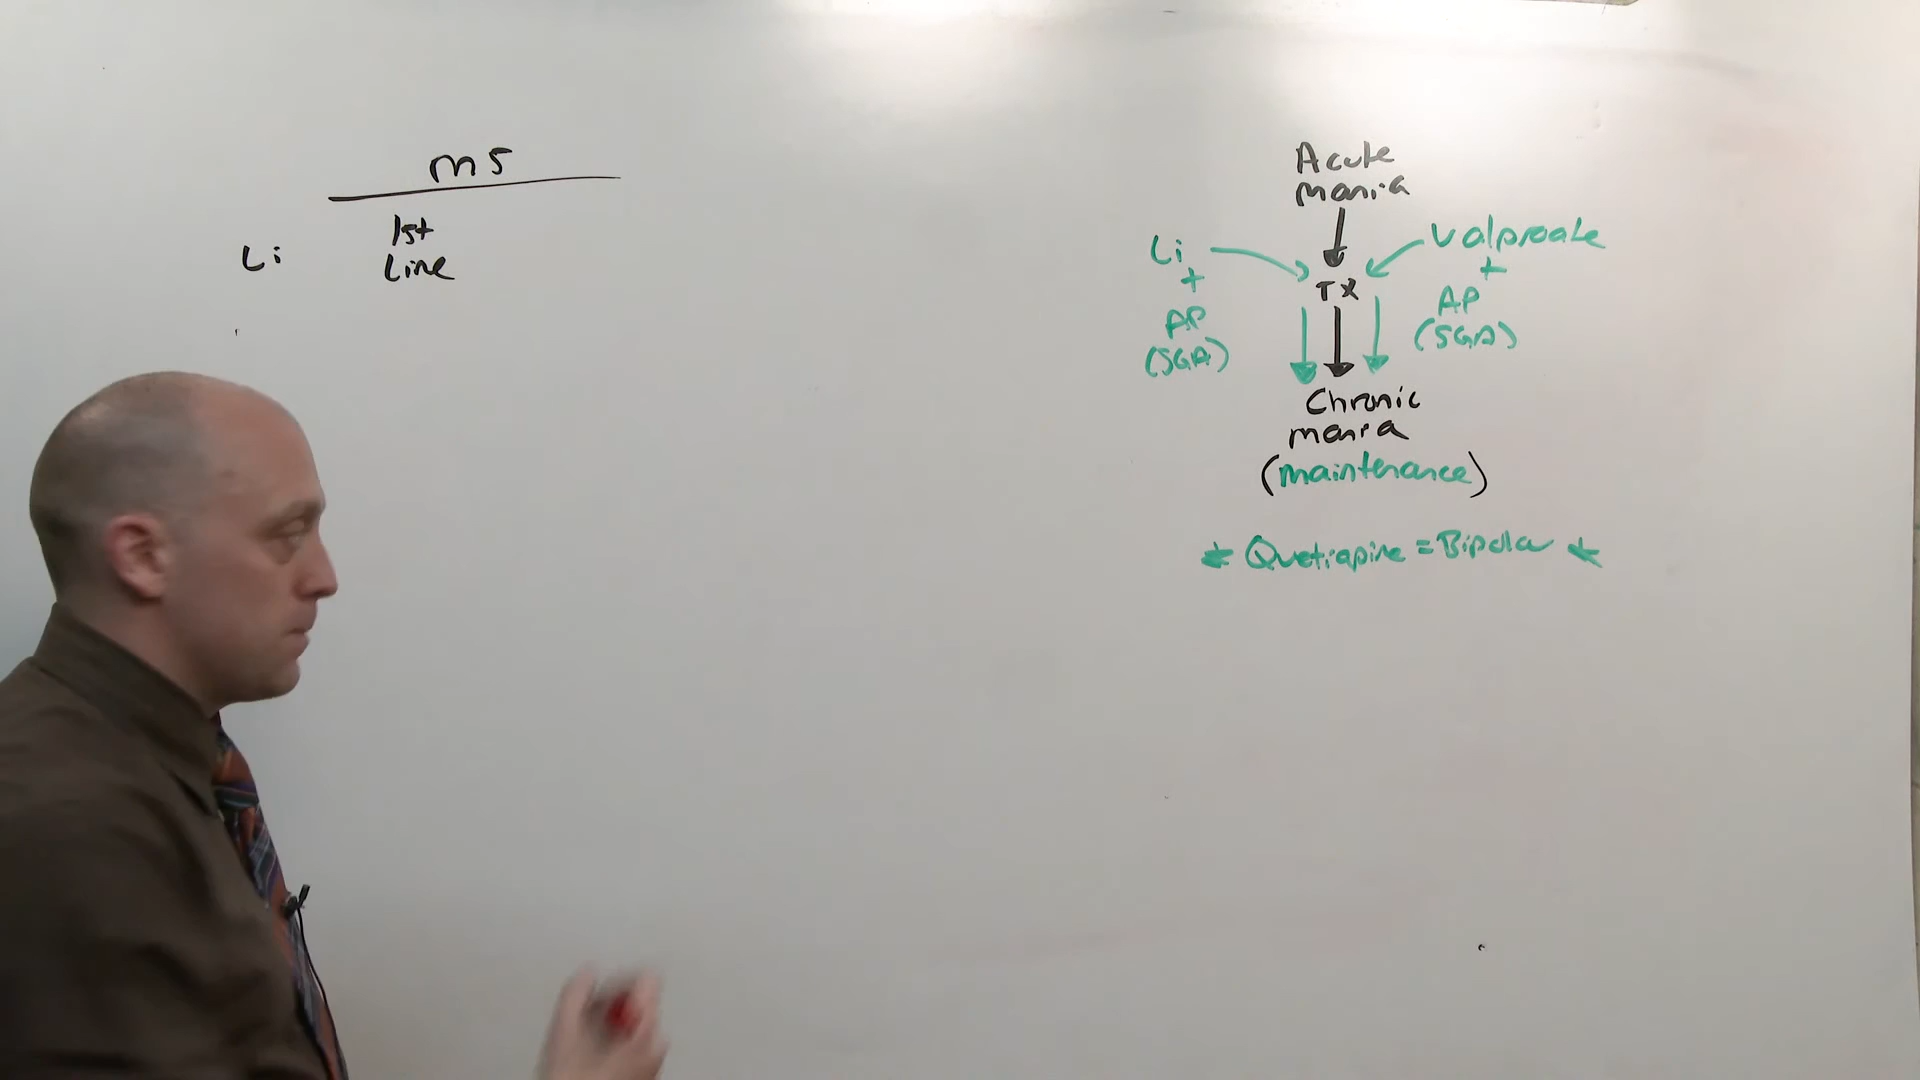 ms
1st
Li
Line
Acute
mania
Li
Valproate
+
+
TX
AP
AP
(SGA)
(SGA)
Chronic
mania
(maintenance)
* Quetiapine = Bipolar *